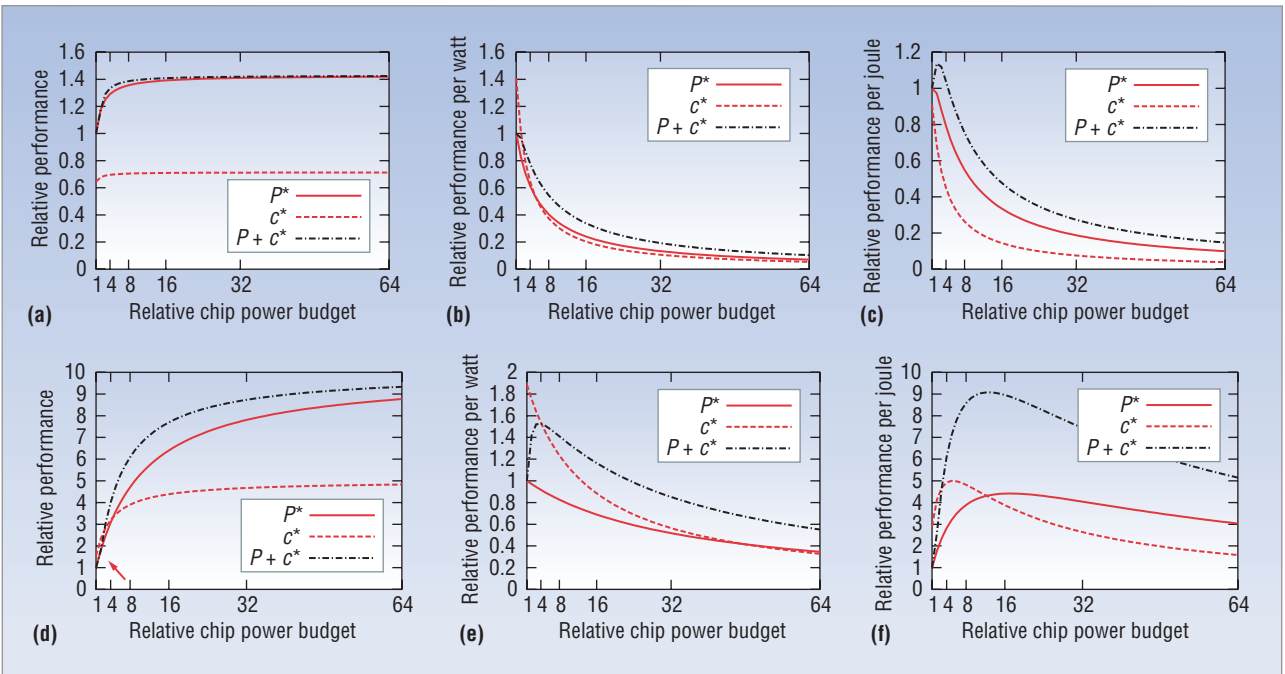 Relative performance
1.6
1.4
1.2
1
0.8
0.6
0.4
0.2
0
P*
c*
P + c*
1 4 8 16 32 64
Relative chip power budget
(a)
Relative performance per watt
1.6
1.4
1.2
1
0.8
0.6
0.4
0.2
0
P*
c*
P + c*
1 4 8 16 32 64
Relative chip power budget
(b)
Relative performance per joule
1.2
1
0.8
0.6
0.4
0.2
0
P*
c*
P + c*
1 4 8 16 32 64
Relative chip power budget
(c)
Relative performance
10
9
8
7
6
5
4
3
2
1
0
P*
c*
P + c*
1 4 8 16 32 64
Relative chip power budget
(d)
Relative performance per watt
2
1.8
1.6
1.4
1.2
1
0.8
0.6
0.4
0.2
0
P*
c*
P + c*
1 4 8 16 32 64
Relative chip power budget
(e)
Relative performance per joule
10
9
8
7
6
5
4
3
2
1
0
P*
c*
P + c*
1 4 8 16 32 64
Relative chip power budget
(f)